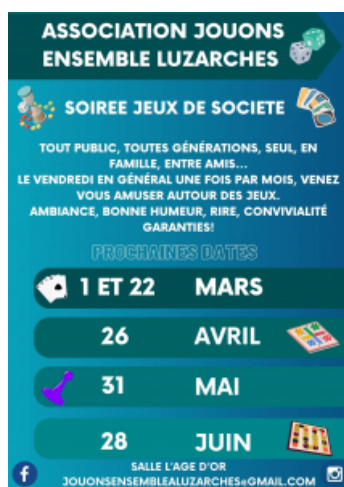 ASSOCIATION JOUONS
ENSEMBLE LUZARCHES
SOIREE JEUX DE SOCIETE
TOUT PUBLIC, TOUTES GÉNÉRATIONS, SEUL, EN
FAMILLE, ENTRE AMIS...
LE VENDREDI EN GÉNÉRAL UNE FOIS PAR MOIS, VENEZ
VOUS AMUSER AUTOUR DES JEUX.
AMBIANCE, BONNE HUMEUR, RIRE, CONVIVIALITÉ
GARANTIES!
PROCHAINES DATES
1 ET 22 MARS
26 AVRIL
31 MAI
28 JUIN
SALLE L'AGE D'OR
JOUONSENSEMBLEALUZARCHES@GMAIL.COM